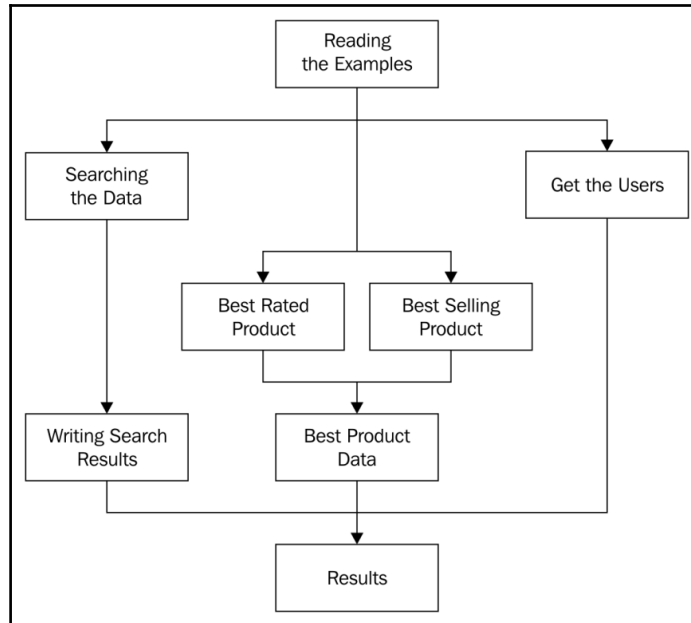 Reading
the Examples
Searching
the Data
Get the Users
Best Rated
Product
Best Selling
Product
Writing Search
Results
Best Product
Data
Results